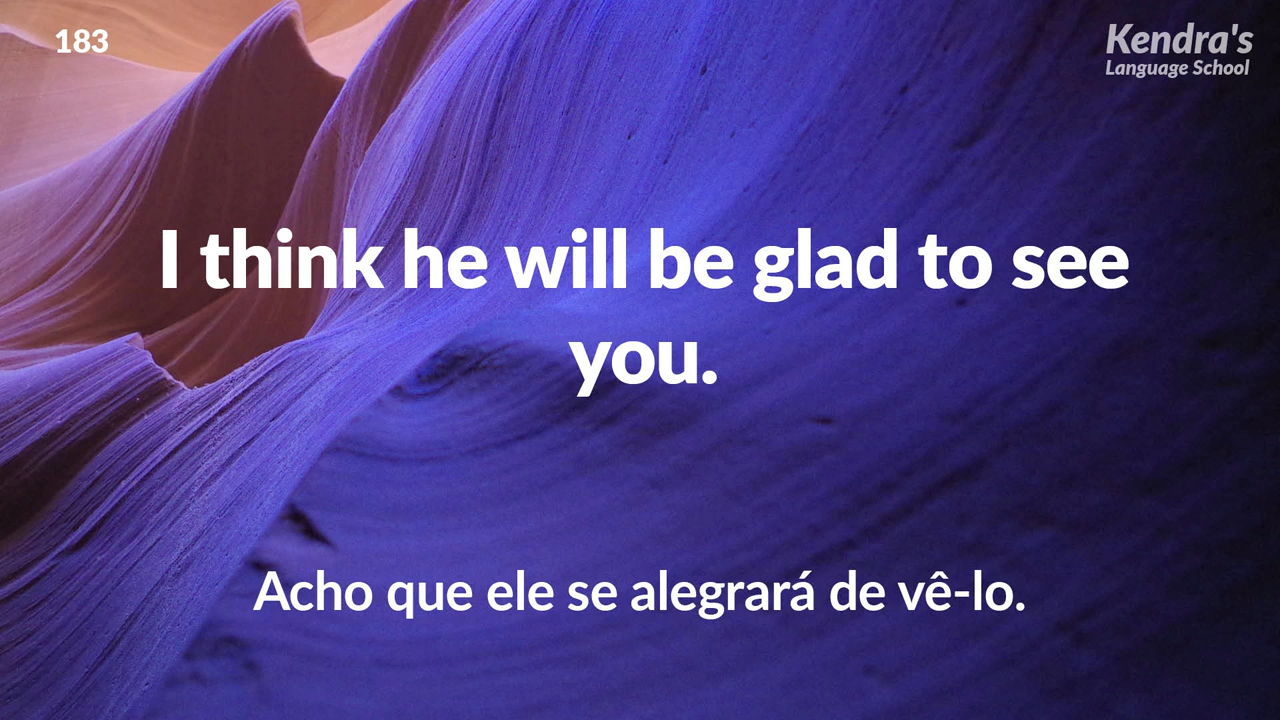 183
Kendra's
Language School
I think he will be glad to see
you.
Acho que ele se alegrará de vê-lo.